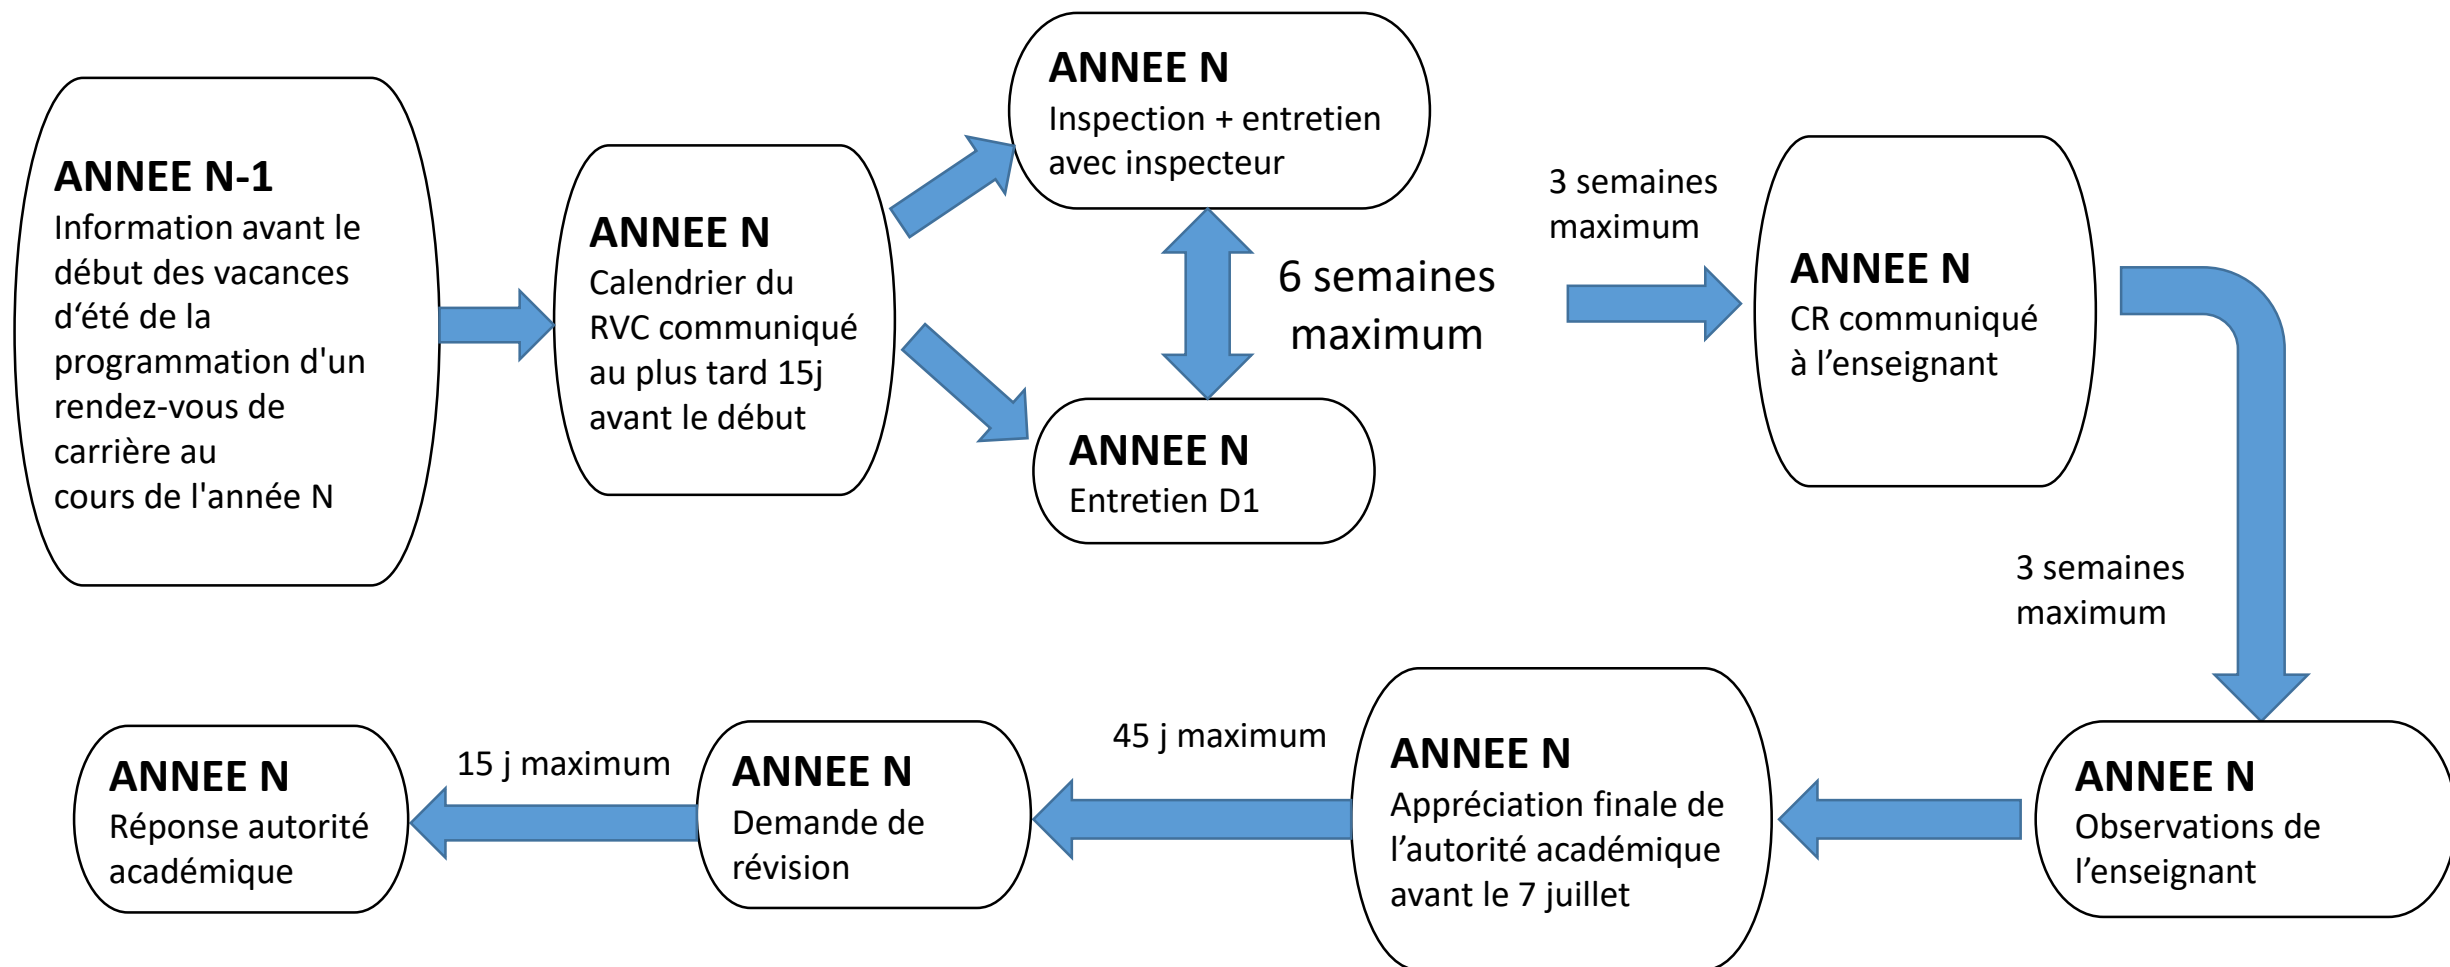 ANNEE N-1
Information avant le
début des vacances
d‘été de la
programmation d'un
rendez-vous de
carrière au
cours de l'année N
ANNEE N
Calendrier du
RVC communiqué
au plus tard 15j
avant le début
ANNEE N
Inspection + entretien
avec inspecteur
6 semaines
maximum
ANNEE N
Entretien D1
3 semaines
maximum
ANNEE N
CR communiqué
à l’enseignant
3 semaines
maximum
ANNEE N
Observations de
l’enseignant
ANNEE N
Appréciation finale de
l’autorité académique
avant le 7 juillet
45 j maximum
ANNEE N
Demande de
révision
15 j maximum
ANNEE N
Réponse autorité
académique